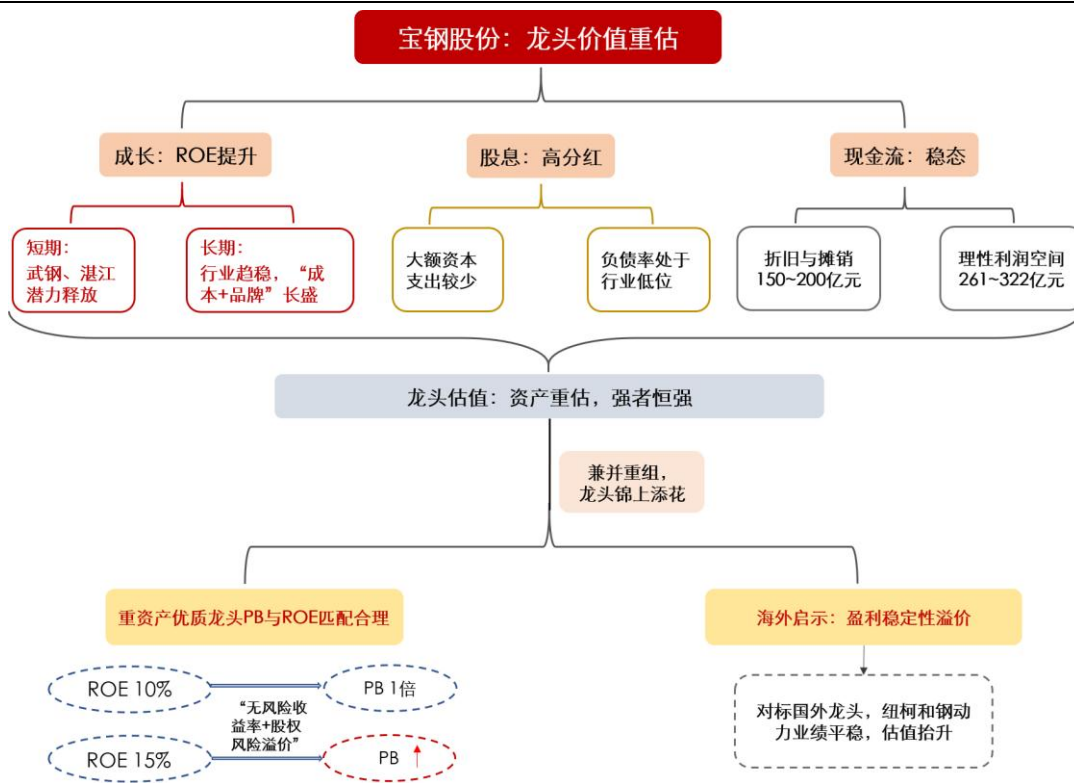 宝钢股份：龙头价值重估
成长：ROE提升
股息：高分红
现金流：稳态
短期：
武钢、湛江
潜力释放
长期：
行业趋稳，“成
本+品牌”长盛
大额资本
支出较少
负债率处于
行业低位
折旧与摊销
150~200亿元
理性利润空间
261~322亿元
龙头估值：资产重估，强者恒强
兼并重组，
龙头锦上添花
重资产优质龙头PB与ROE匹配合理
海外启示：盈利稳定性溢价
ROE 10%
PB 1倍
“无风险收
益率+股权
风险溢价”
ROE 15%
PB
对标国外龙头，纽柯和钢动
力业绩平稳，估值抬升